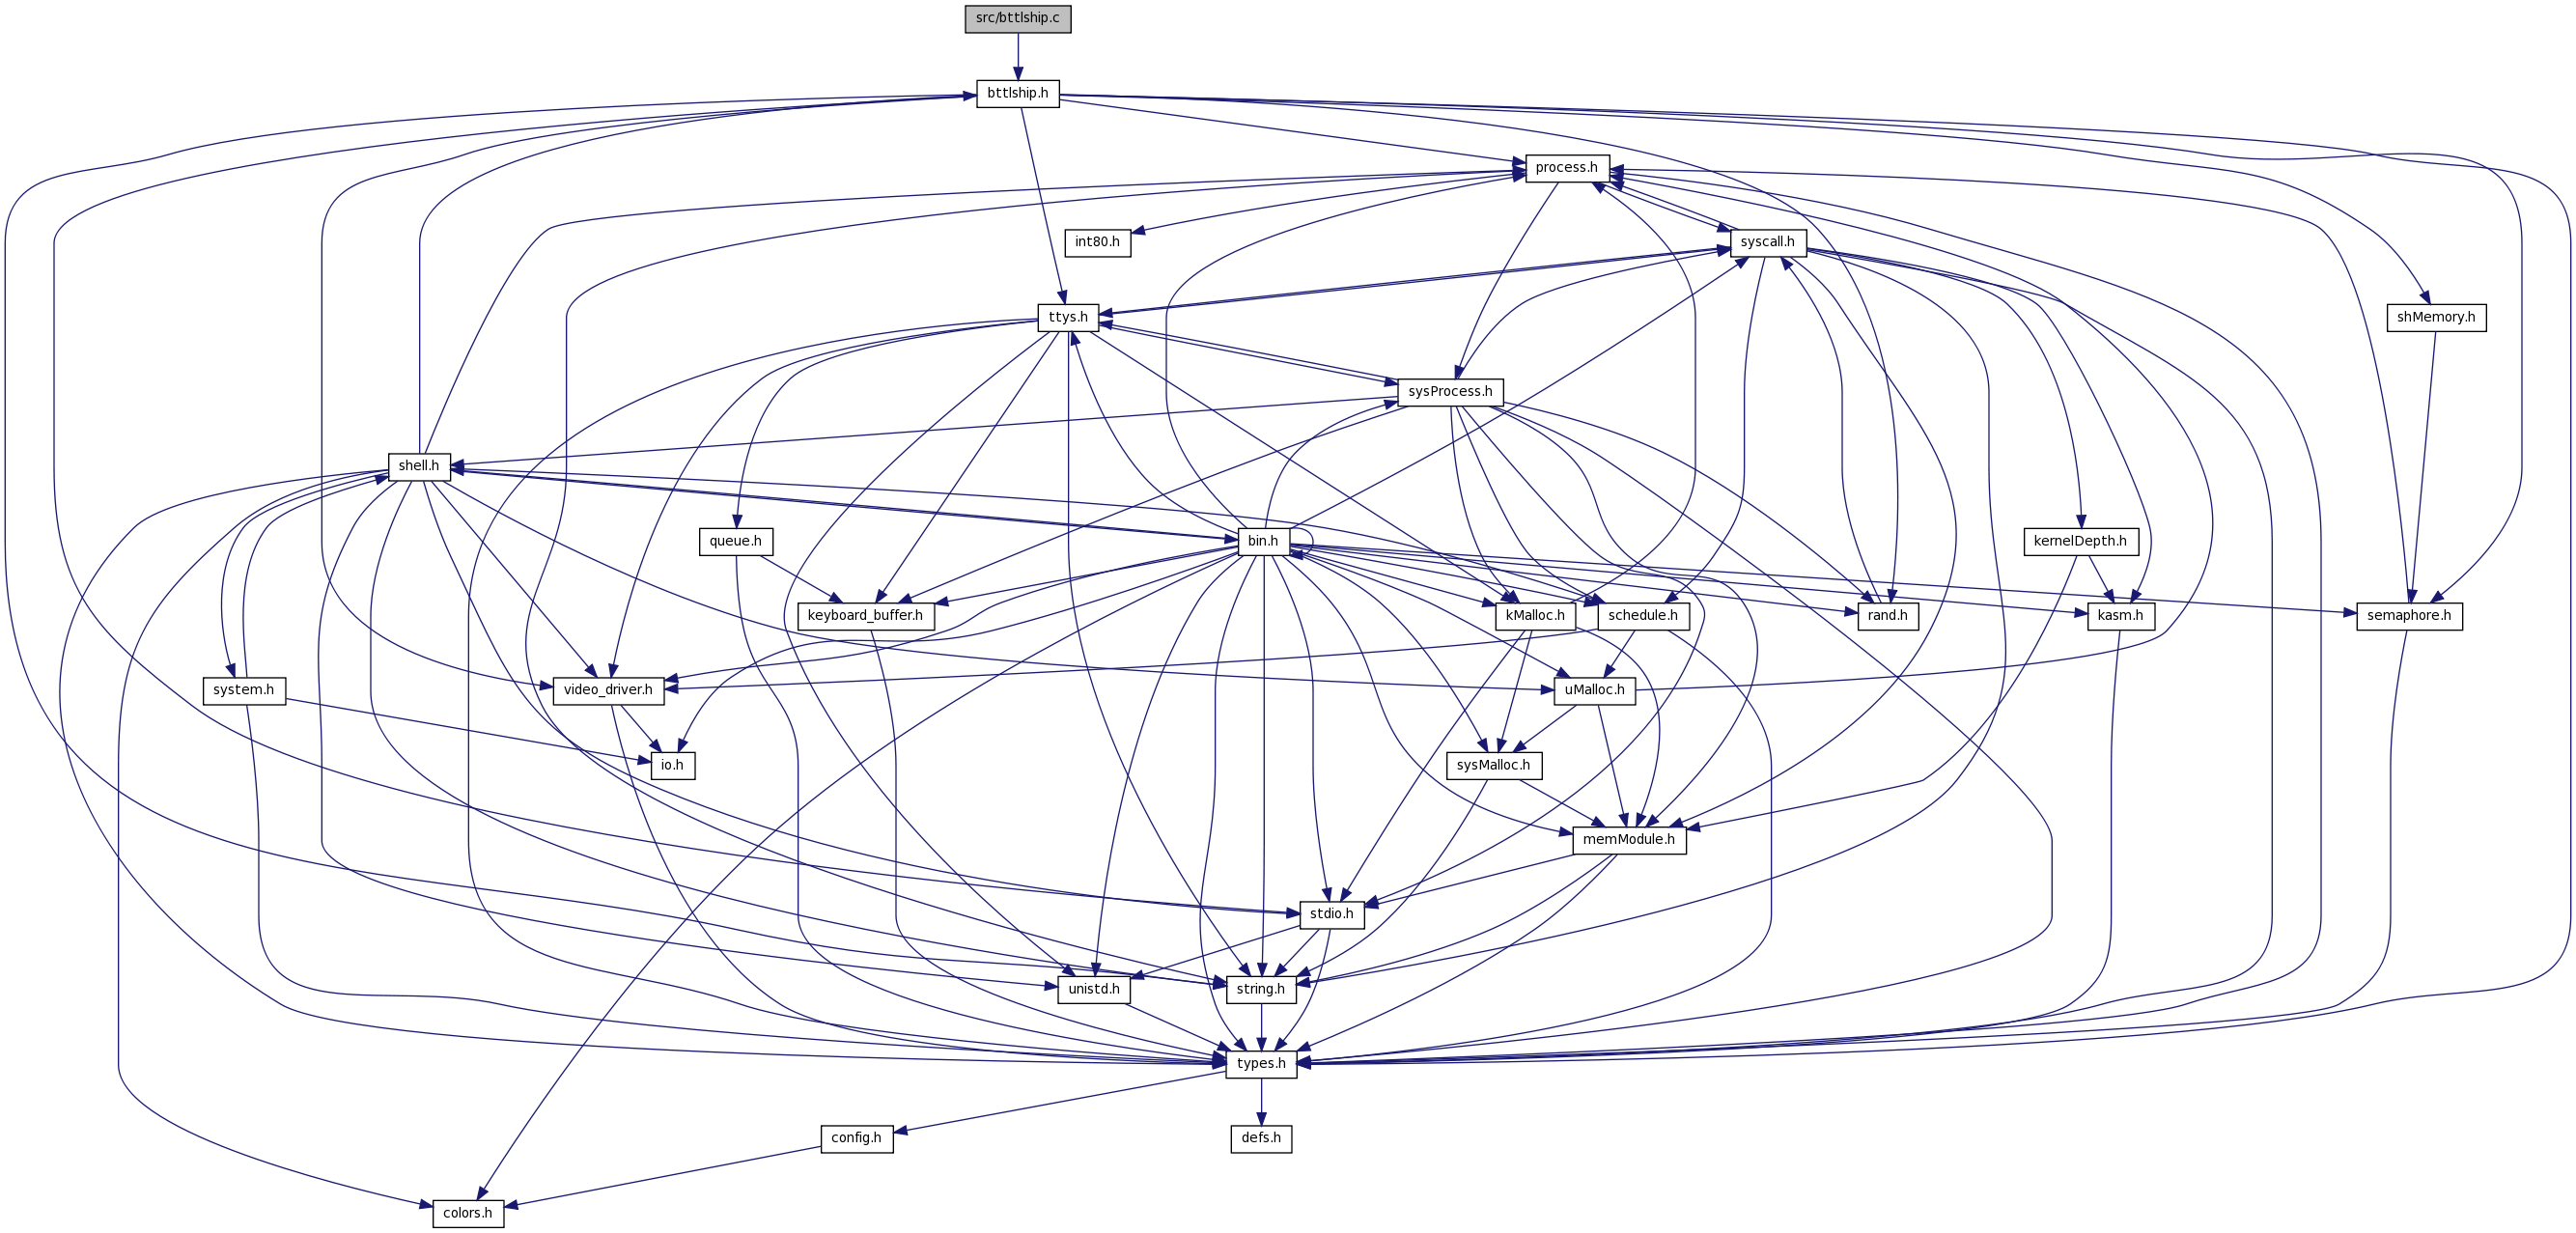 src/bttlship.c
bttlship.h
process.h
int80.h
syscall.h
ttys.h
shMemory.h
sysProcess.h
shell.h
queue.h
bin.h
kernelDepth.h
keyboard_buffer.h
kMalloc.h
schedule.h
rand.h
kasm.h
semaphore.h
system.h
video_driver.h
uMalloc.h
io.h
sysMalloc.h
memModule.h
stdio.h
unistd.h
string.h
types.h
config.h
defs.h
colors.h